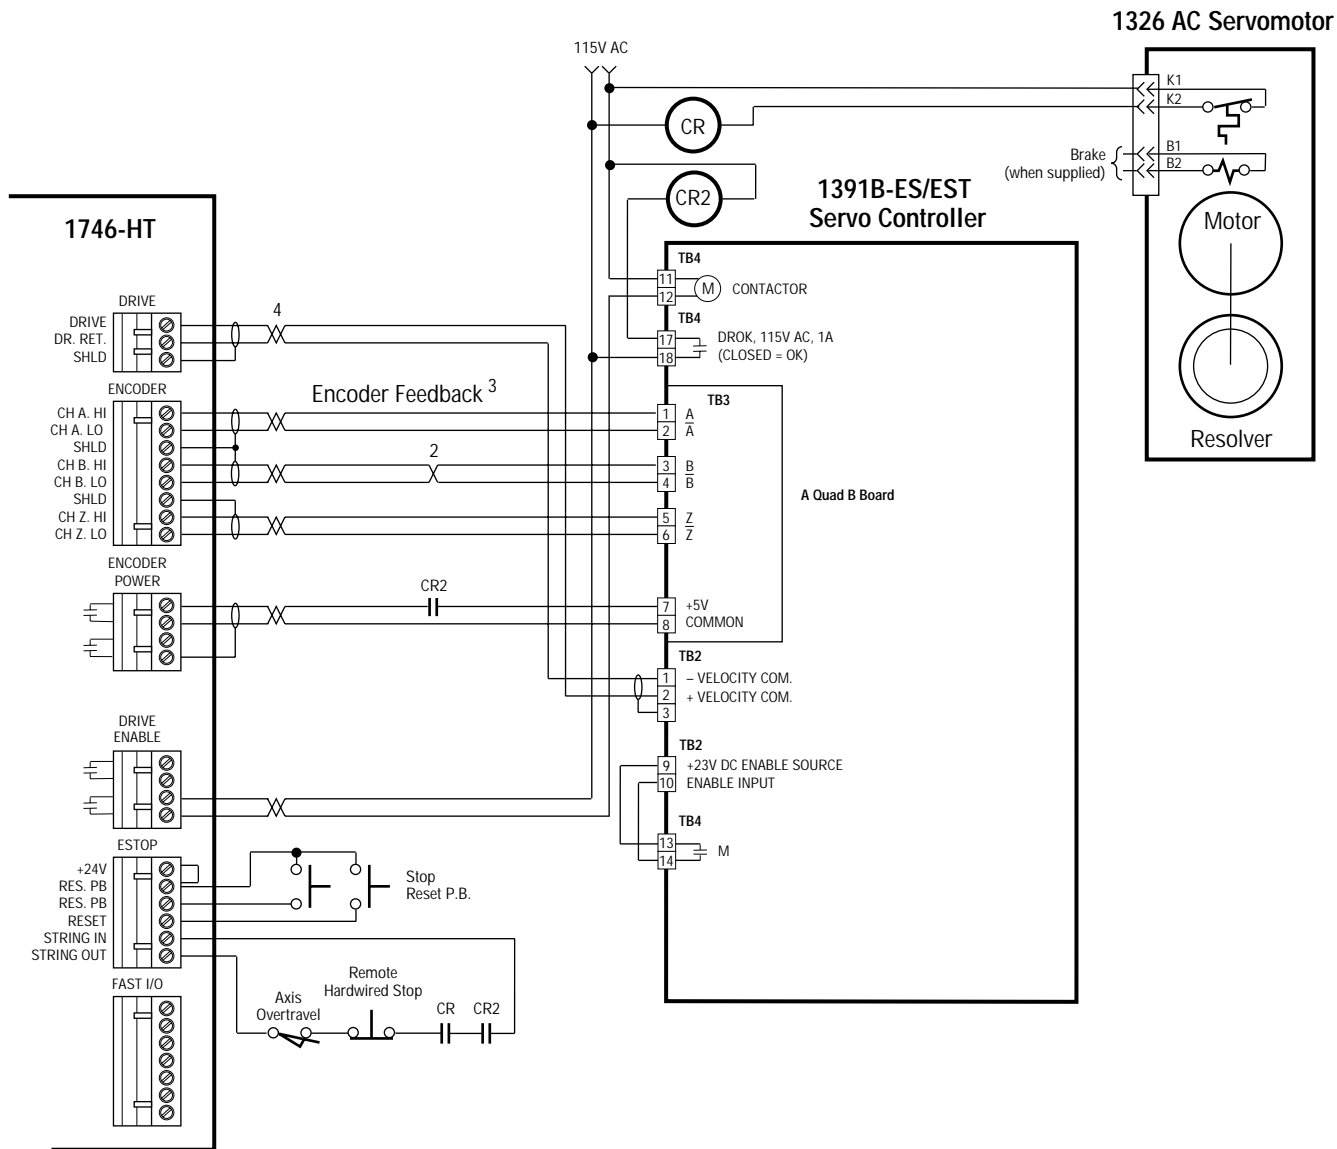 1326 AC Servomotor
115V AC
K1
K2
CR
B1
Brake
(when supplied)
B2
CR2
1391B-ES/EST
Servo Controller
Motor
Resolver
1746-HT
TB4
11
12
M
CONTACTOR
TB4
17
18
DROK, 115V AC, 1A
(CLOSED = OK)
DRIVE
4
DRIVE
DR. RET.
SHLD
ENCODER
Encoder Feedback 3
CH A. HI
CH A. LO
SHLD
CH B. HI
CH B. LO
SHLD
CH Z. HI
CH Z. LO
2
TB3
1 A
2 A̅
3 B
4 B̅
5 Z
6 Z̅
A Quad B Board
ENCODER
POWER
CR2
7 +5V
8 COMMON
TB2
1 – VELOCITY COM.
2 + VELOCITY COM.
3
DRIVE
ENABLE
TB2
9 +23V DC ENABLE SOURCE
10 ENABLE INPUT
TB4
13
14
M
ESTOP
+24V
RES. PB
RES. PB
RESET
STRING IN
STRING OUT
Stop
Reset P.B.
FAST I/O
Axis
Overtravel
Remote
Hardwired Stop
CR
CR2